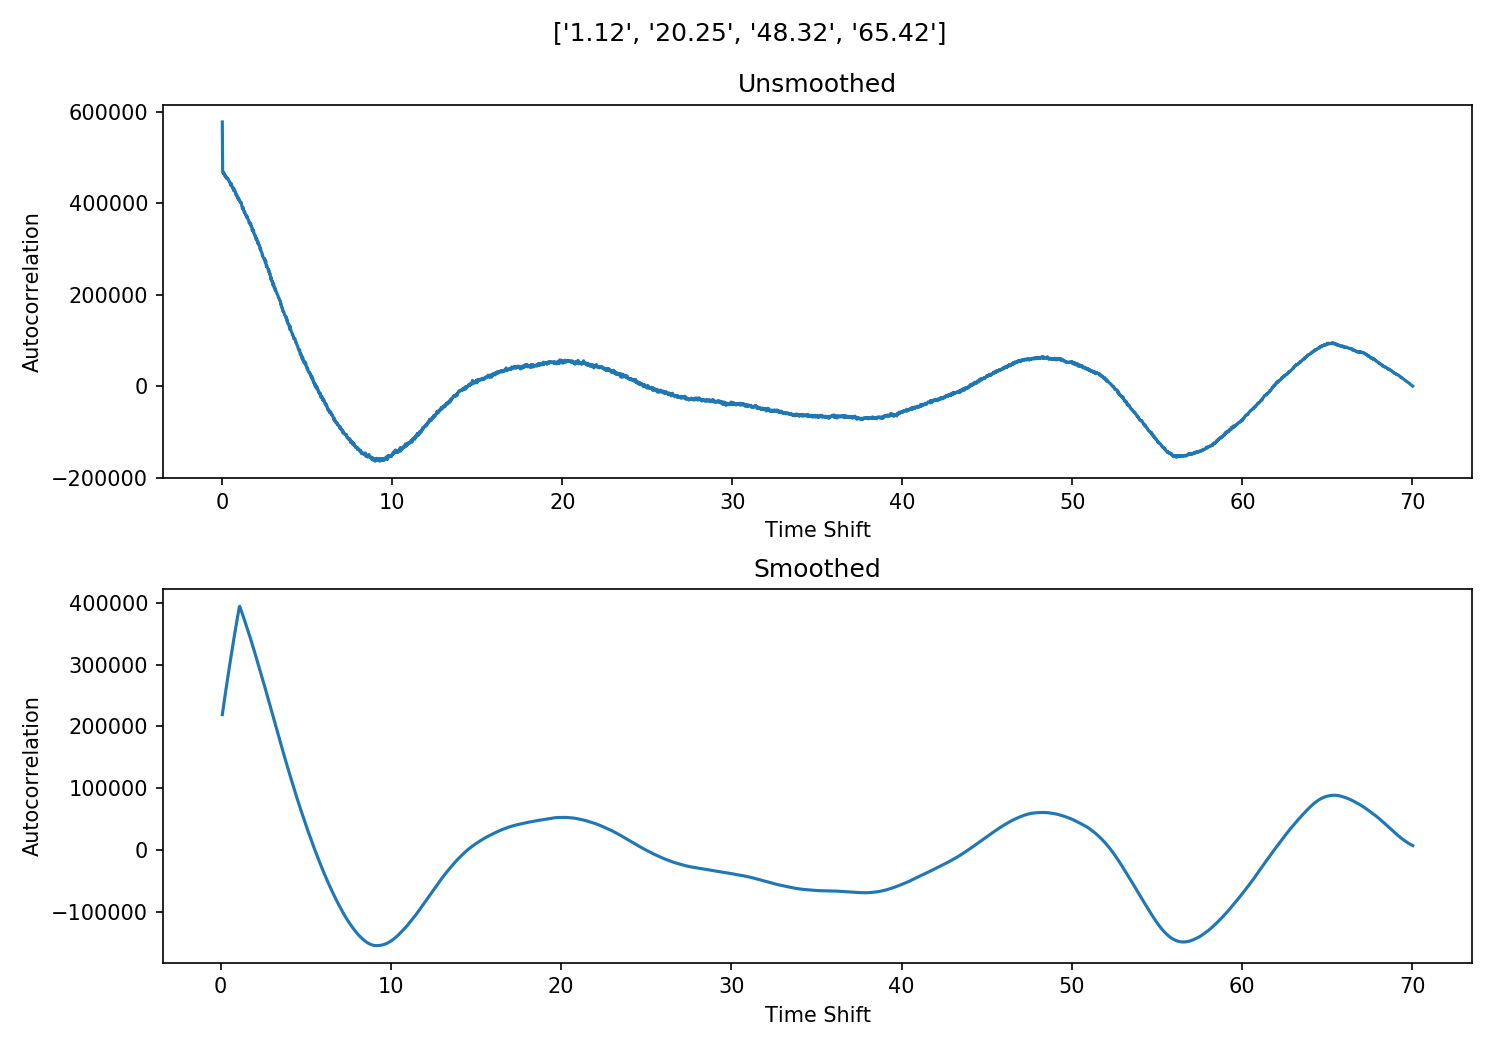 ['1.12', '20.25', '48.32', '65.42']
Unsmoothed
600000
400000
200000
0
−200000
Autocorrelation
0 10 20 30 40 50 60 70
Time Shift
Smoothed
400000
300000
200000
100000
0
−100000
Autocorrelation
0 10 20 30 40 50 60 70
Time Shift